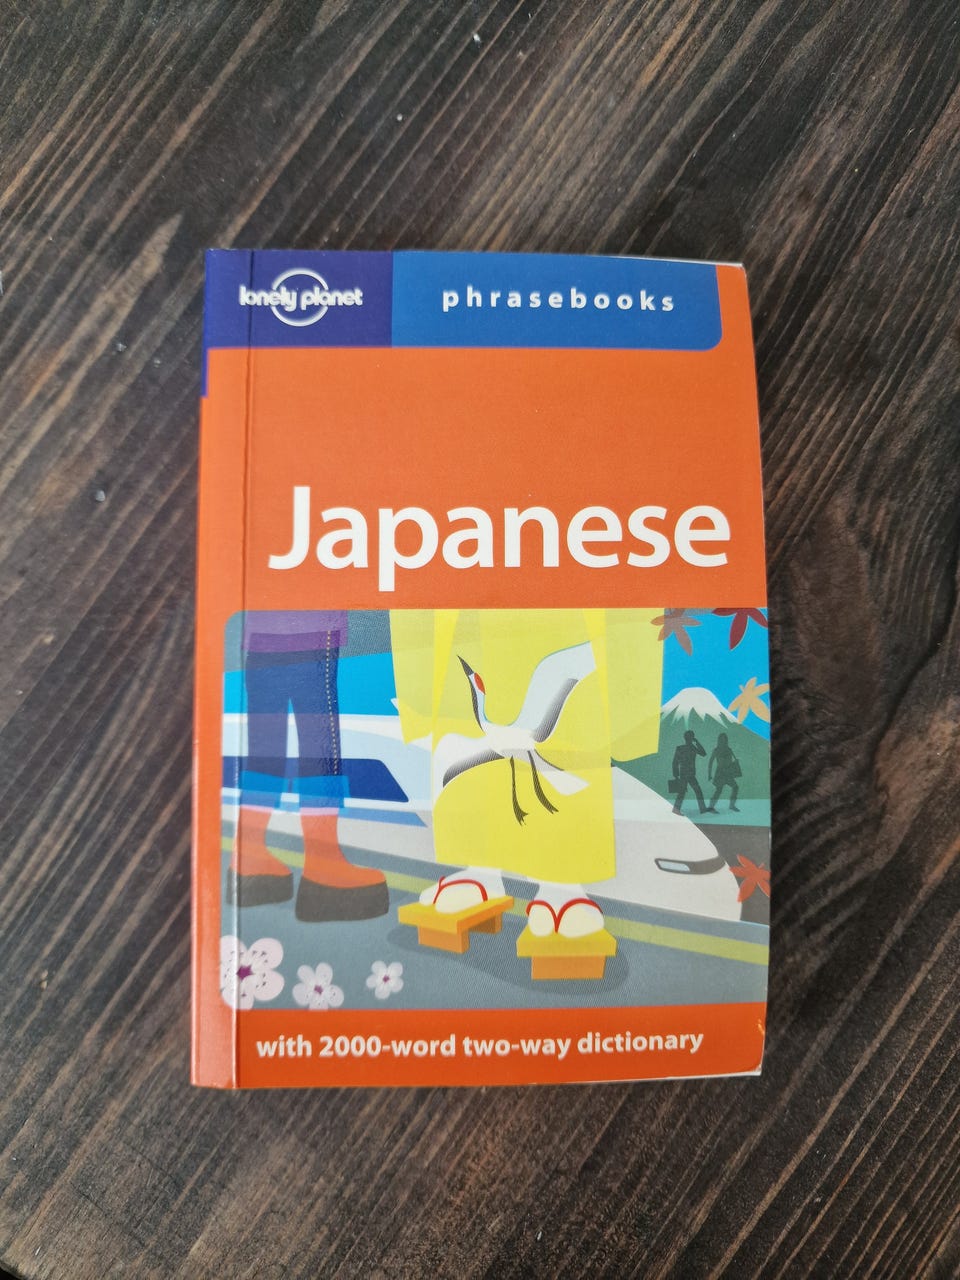 lonely planet
phrasebooks
Japanese
with 2000-word two-way dictionary